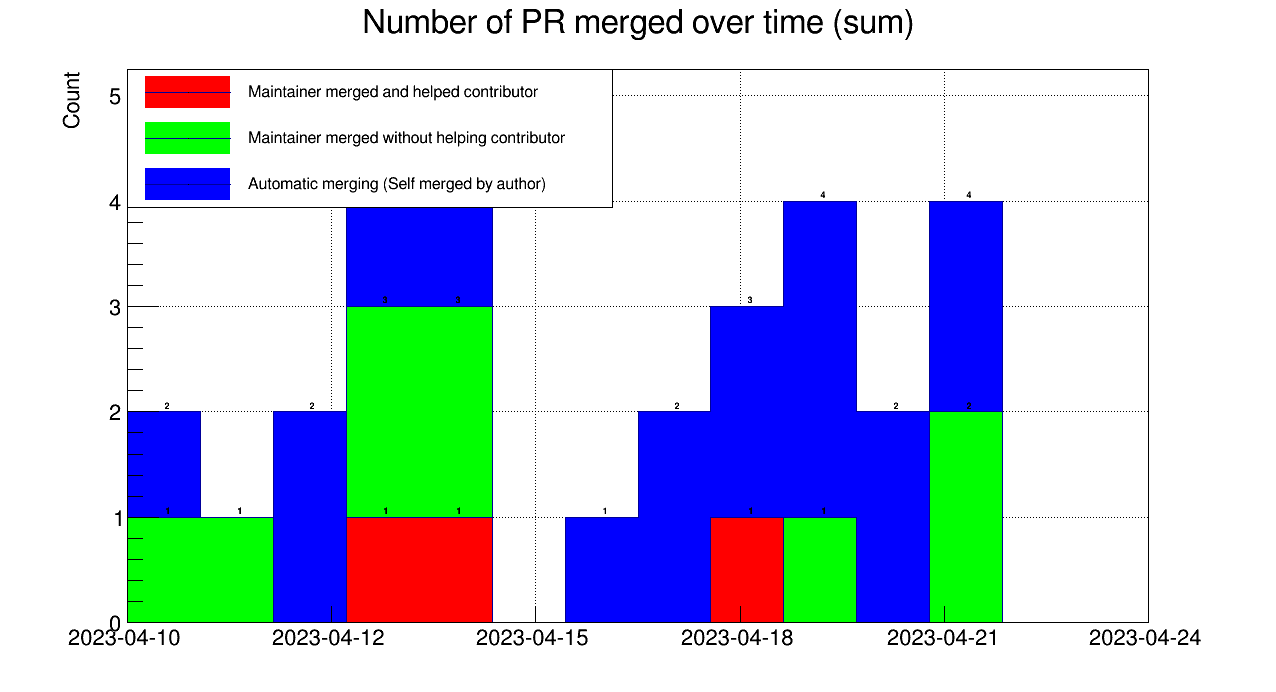 Number of PR merged over time (sum)
Count
Maintainer merged and helped contributor
Maintainer merged without helping contributor
Automatic merging (Self merged by author)
5
4
3
2
1
0
4 4
3 3 3
2 2 2 2 2
1 1 1 1 1 1 1
2023-04-10 2023-04-12 2023-04-15 2023-04-18 2023-04-21 2023-04-24